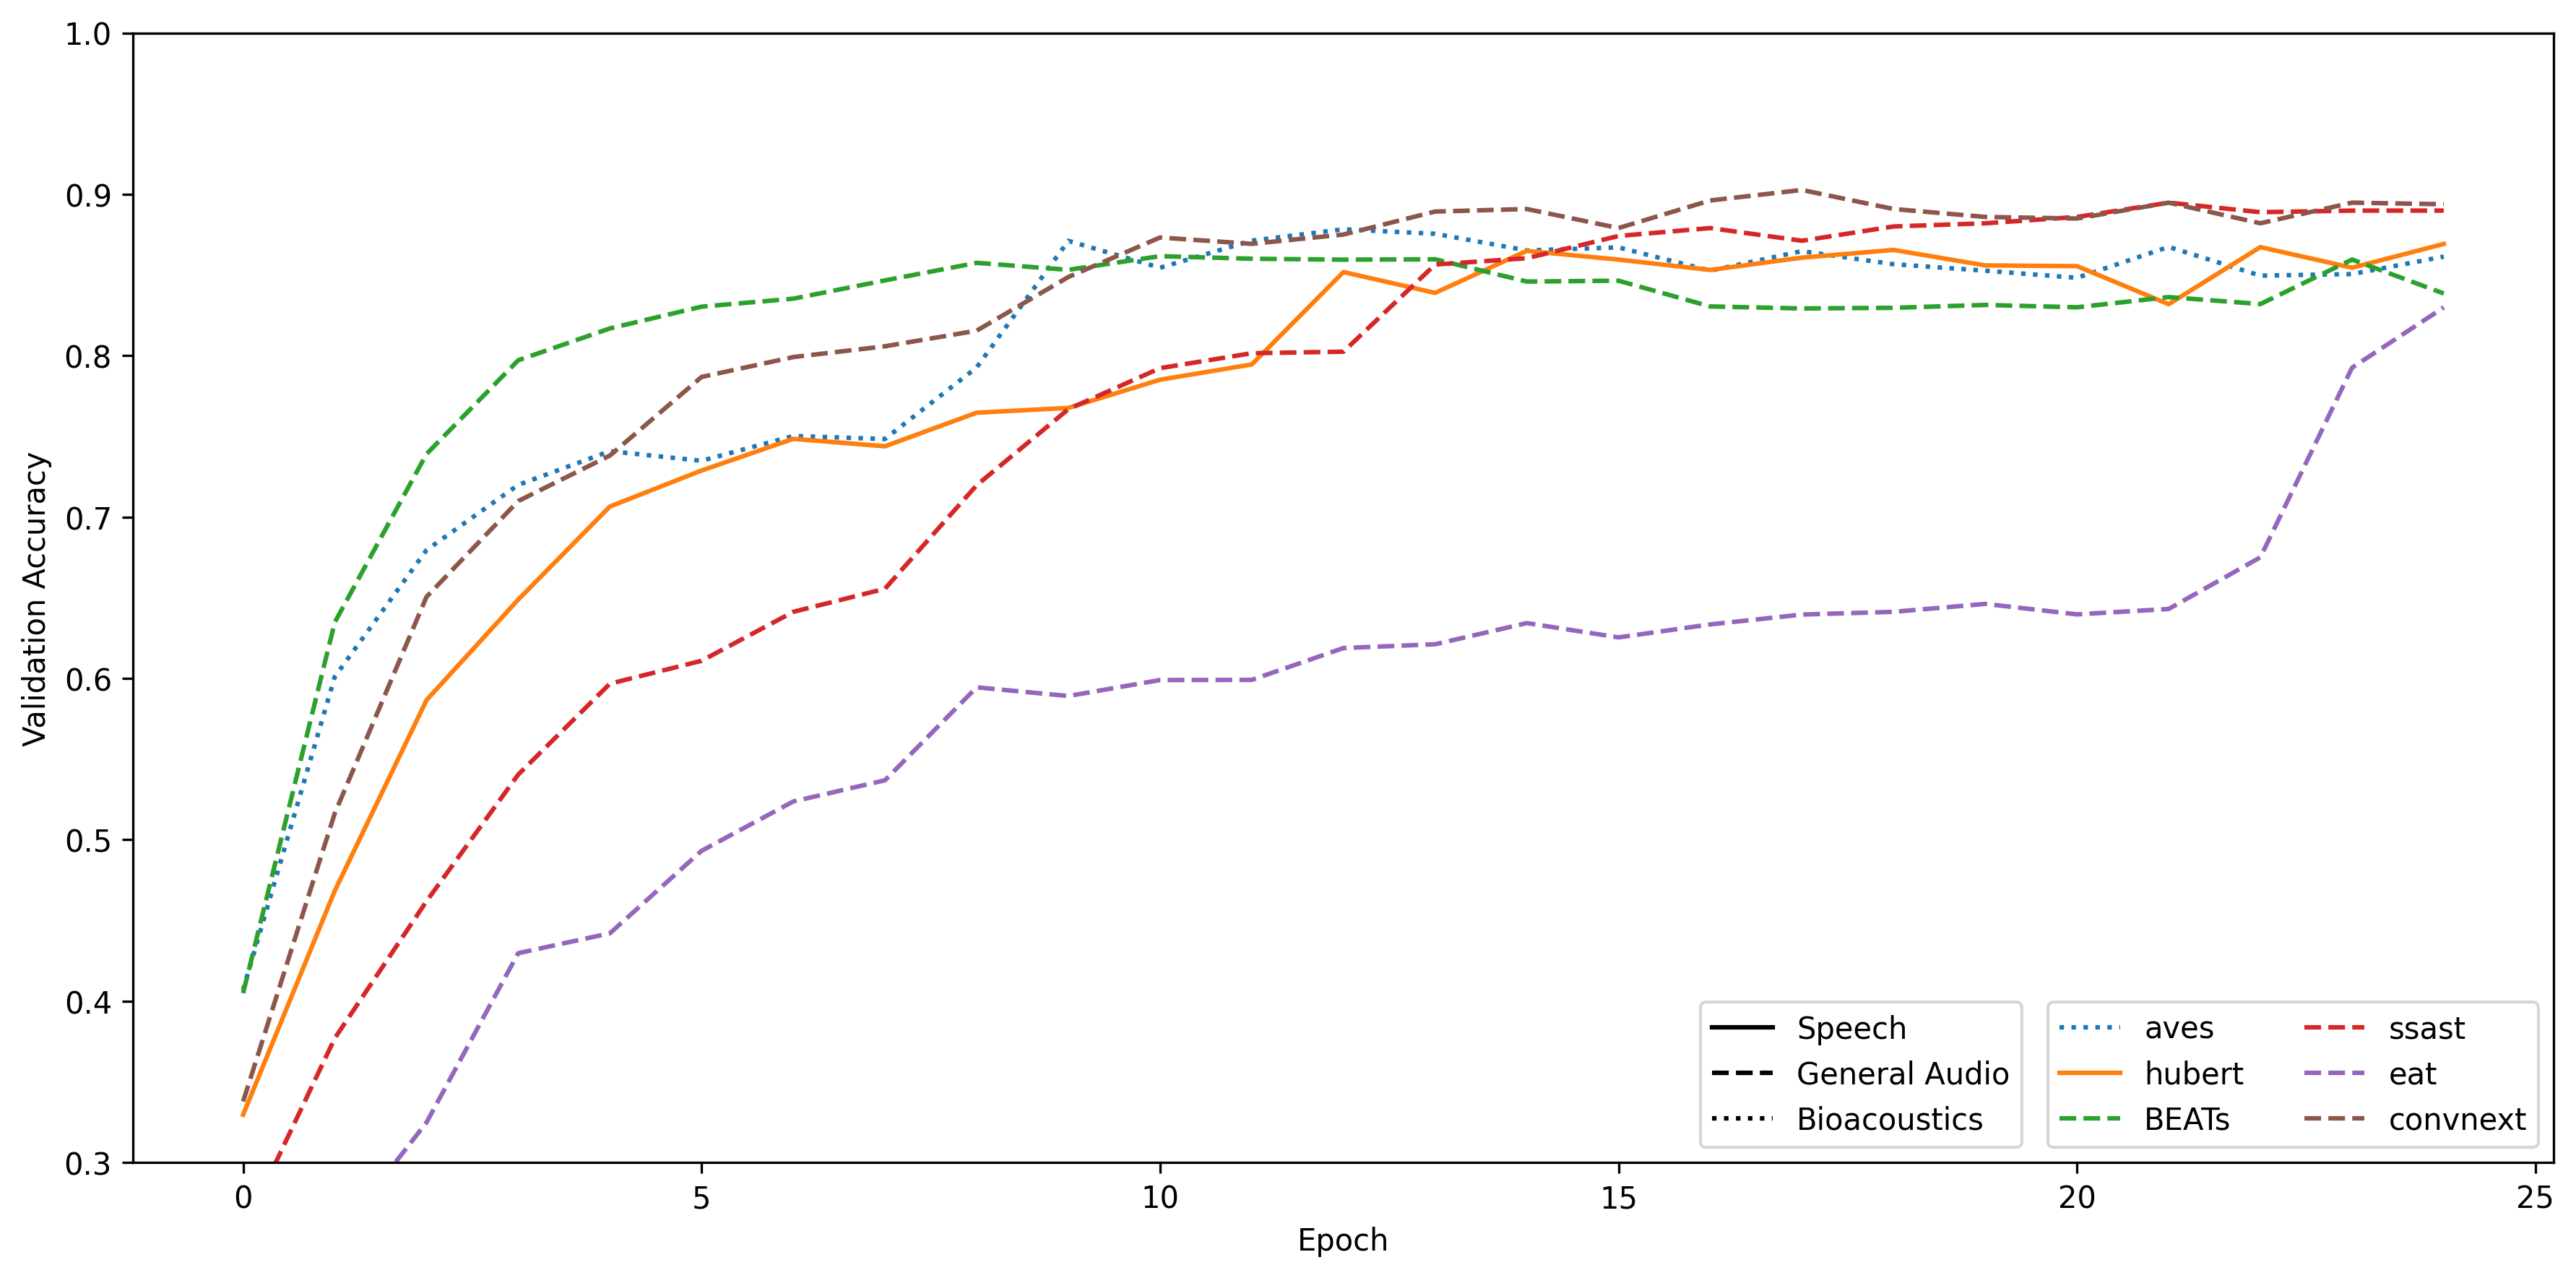 1.0
0.9
0.8
0.7
0.6
0.5
0.4
0.3
Validation Accuracy
0 5 10 15 20 25
Epoch
Speech
General Audio
Bioacoustics
aves
hubert
BEATs
ssast
eat
convnext